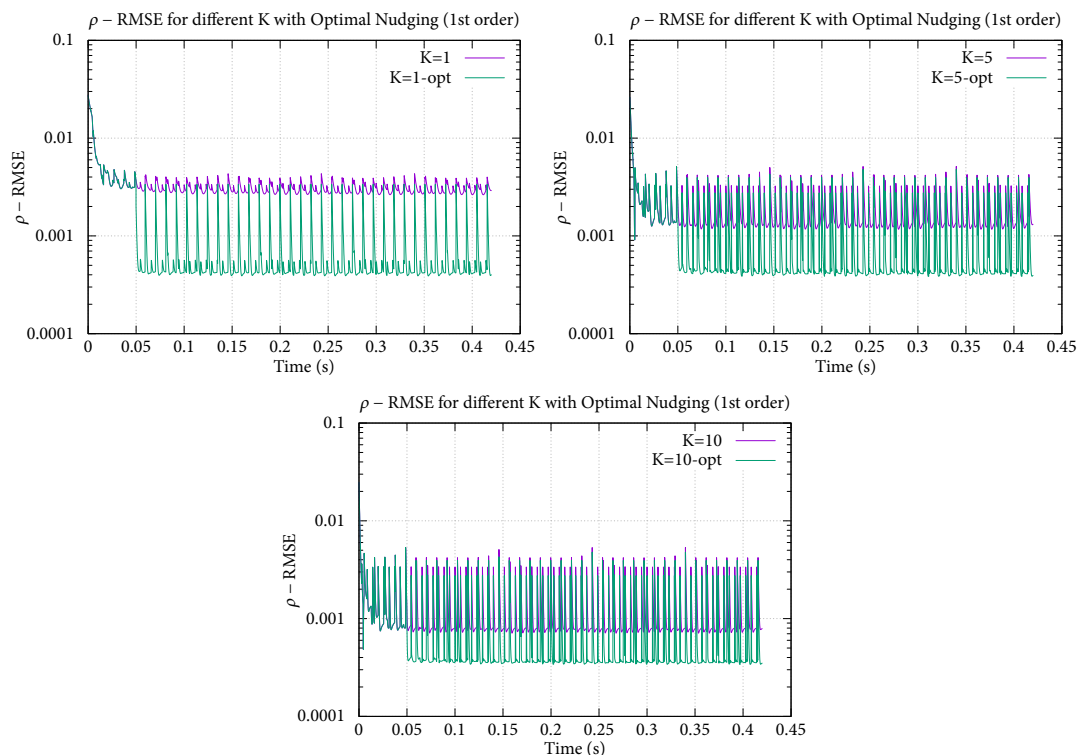 ρ – RMSE for different K with Optimal Nudging (1st order)
0.1
0.01
0.001
0.0001
ρ – RMSE
K=1
K=1-opt
0 0.05 0.1 0.15 0.2 0.25 0.3 0.35 0.4 0.45
Time (s)
ρ – RMSE for different K with Optimal Nudging (1st order)
0.1
0.01
0.001
0.0001
ρ – RMSE
K=5
K=5-opt
0 0.05 0.1 0.15 0.2 0.25 0.3 0.35 0.4 0.45
Time (s)
ρ – RMSE for different K with Optimal Nudging (1st order)
0.1
0.01
0.001
0.0001
ρ – RMSE
K=10
K=10-opt
0 0.05 0.1 0.15 0.2 0.25 0.3 0.35 0.4 0.45
Time (s)